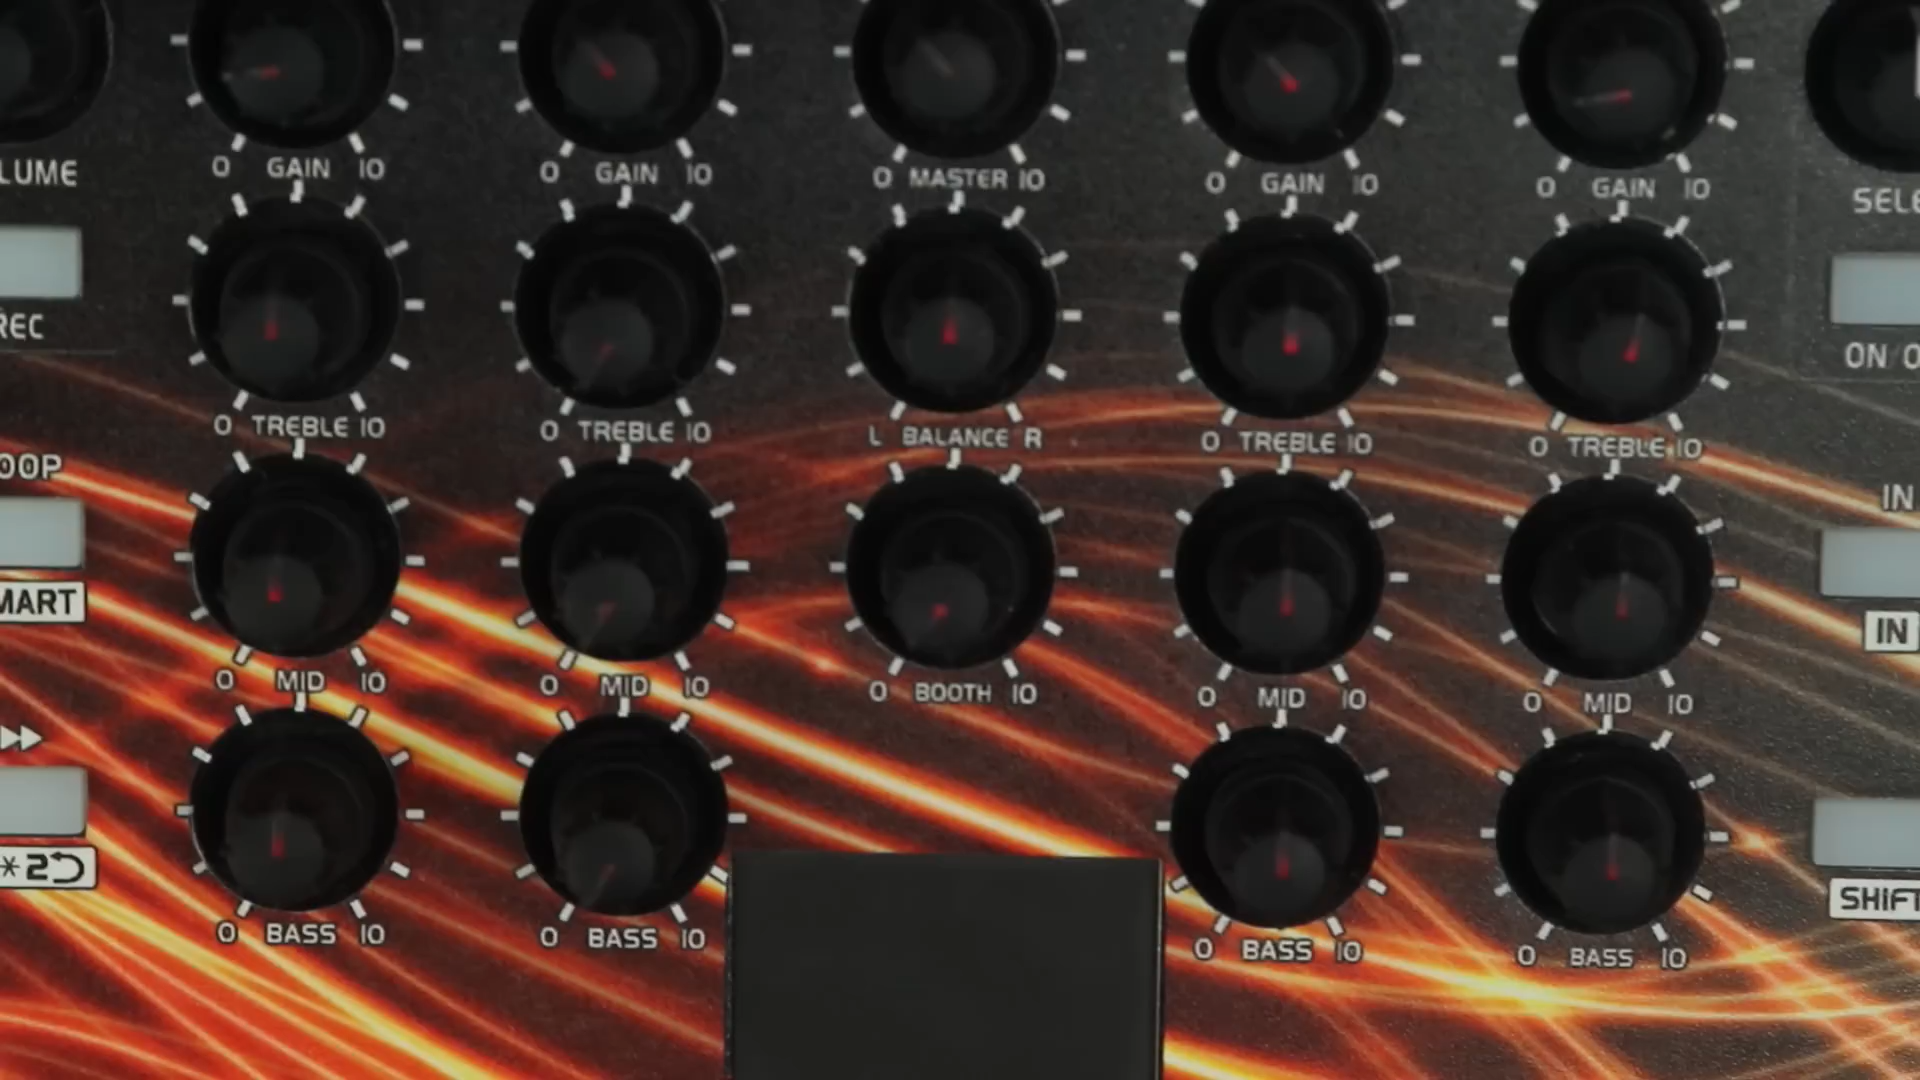 LUME
0 GAIN 10
0 GAIN 10
0 MASTER 10
0 GAIN 10
0 GAIN 10
SELE
REC
ON O
0 TREBLE 10
0 TREBLE 10
L BALANCE R
0 TREBLE 10
0 TREBLE 10
OOP
IN
MART
IN
0 MID 10
0 MID 10
0 BOOTH 10
0 MID 10
0 MID 10
*2
SHIFT
0 BASS 10
0 BASS 10
0 BASS 10
0 BASS 10